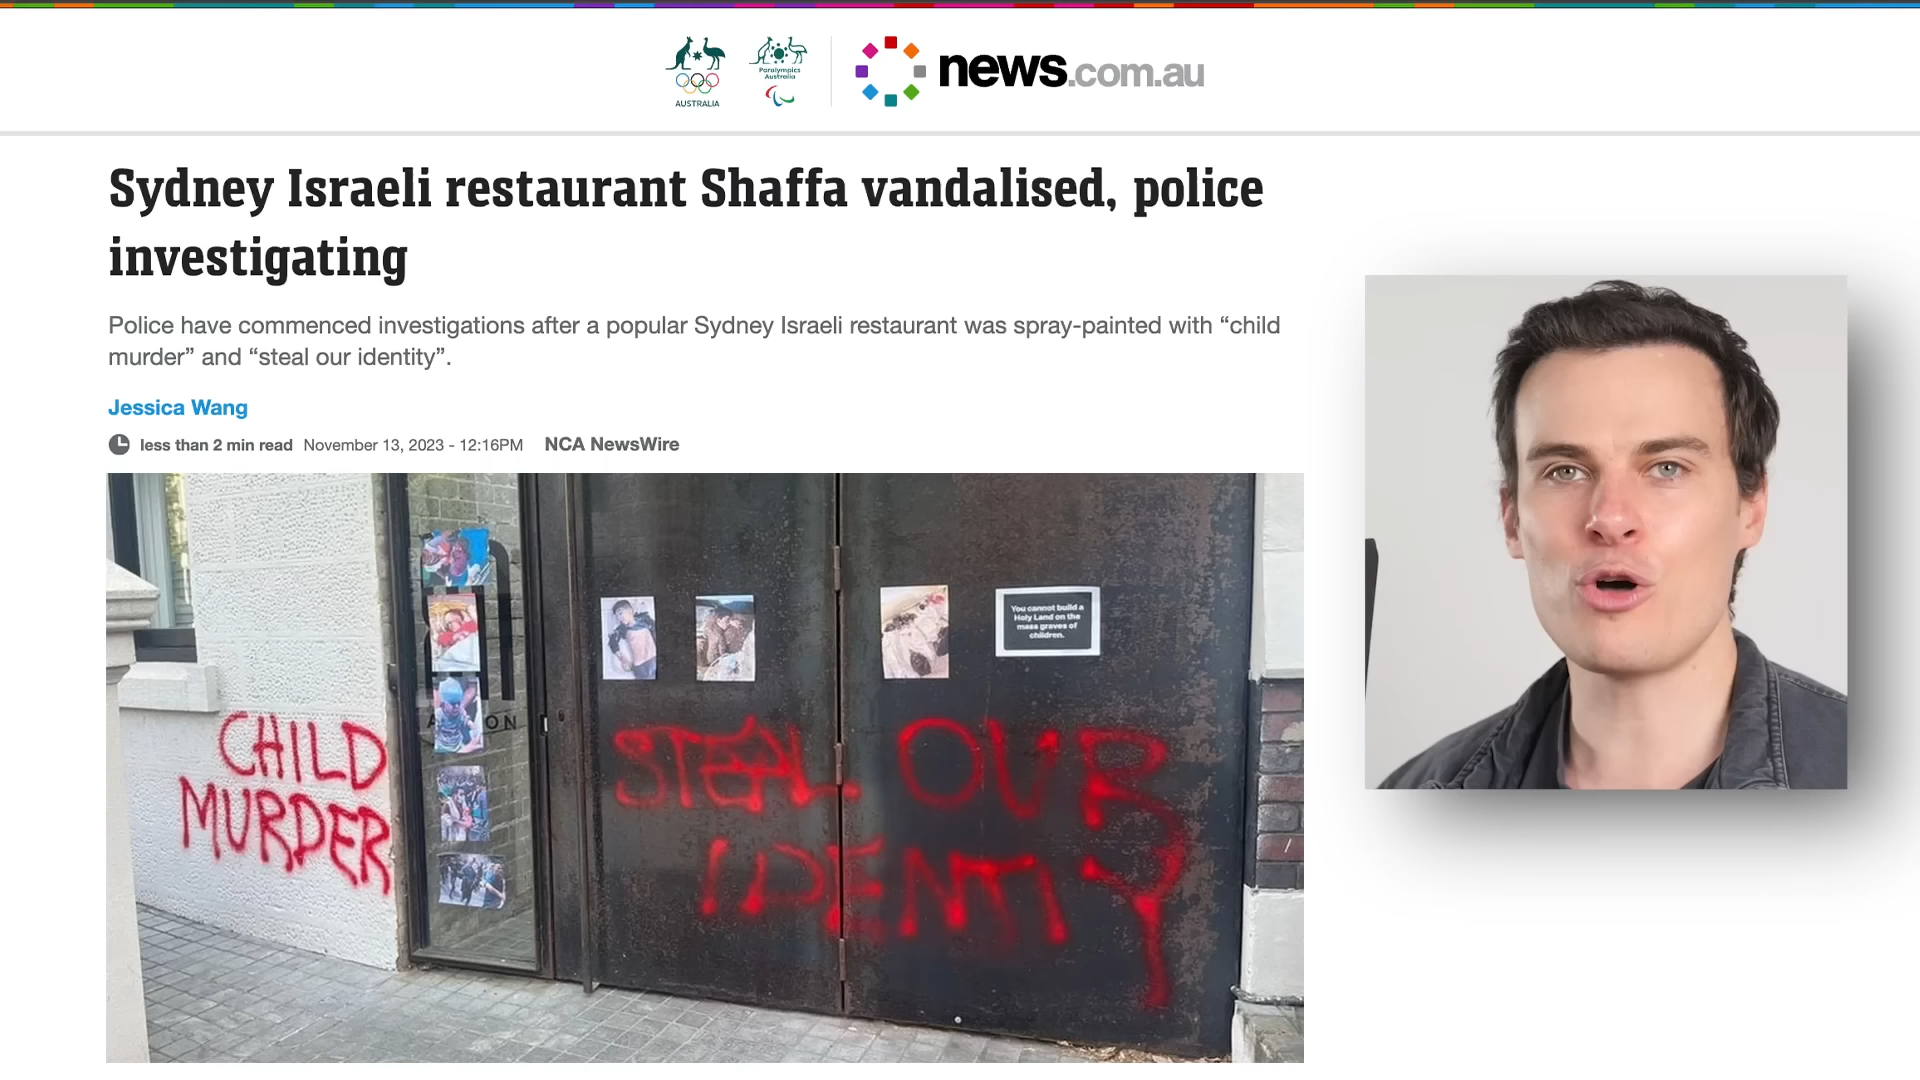 AUSTRALIA
Paralympics
Australia
news.com.au
Sydney Israeli restaurant Shaffa vandalised, police
investigating
Police have commenced investigations after a popular Sydney Israeli restaurant was spray-painted with “child
murder” and “steal our identity”.
Jessica Wang
less than 2 min read November 13, 2023 - 12:16PM NCA NewsWire
You cannot build a
Holy Land on the
mass graves of
children.
CHILD
MURDER
STEAL OUR
IDENTITY